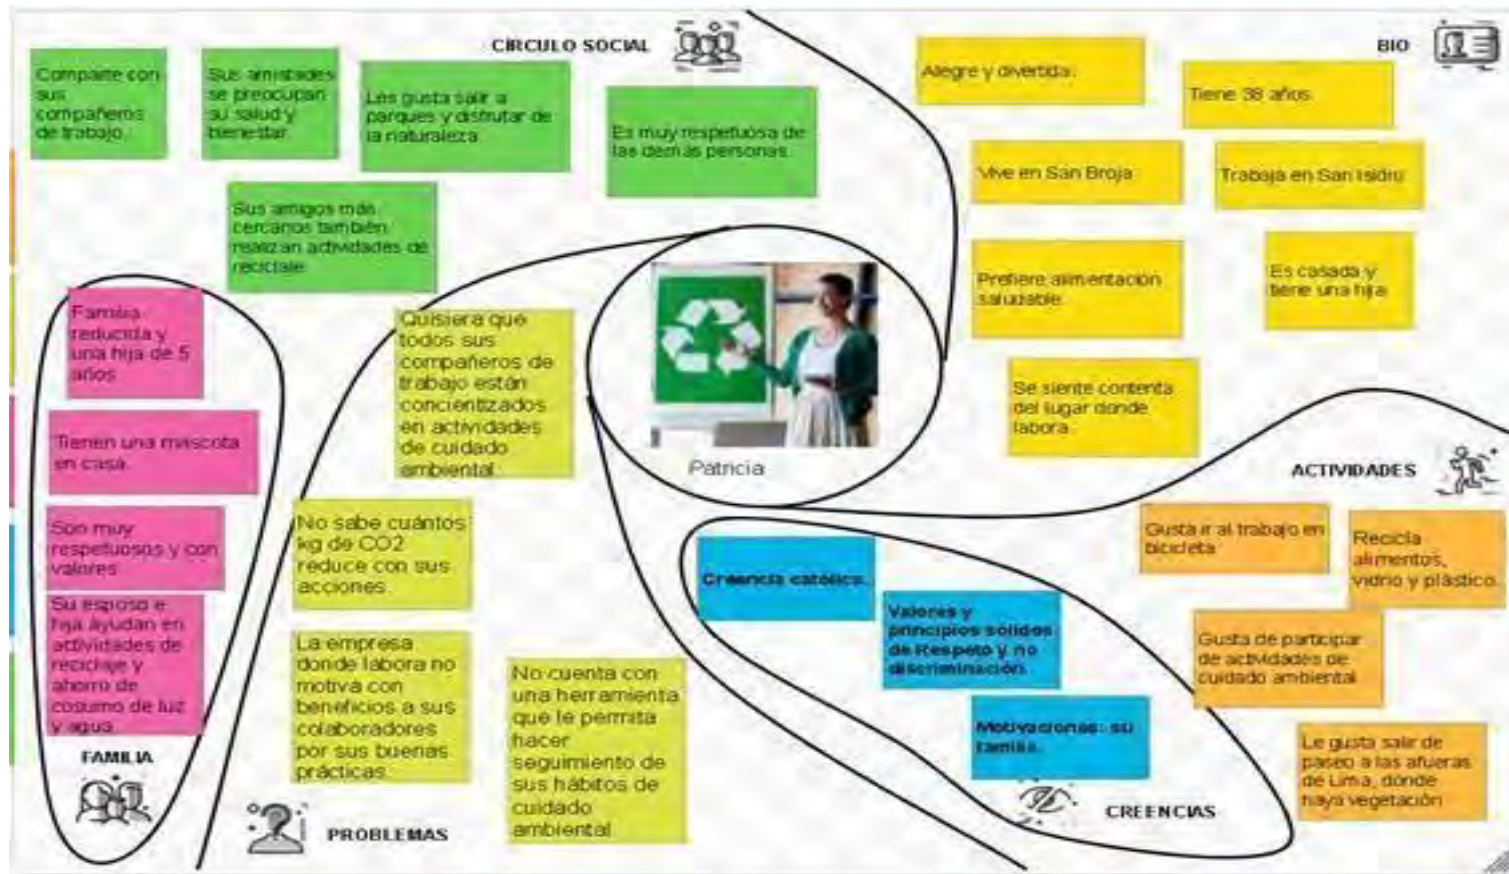 CÍRCULO SOCIAL
Comparte con
sus
compañeros
de trabajo.
Sus amistades
se preocupan
su salud y
bienestar.
Les gusta salir a
parques y disfrutar de
la naturaleza.
Es muy respetuosa de
las demás personas.
Sus amigos más
cercanos también
realizan actividades de
reciclaje.
BIO
Alegre y divertida.
Tiene 38 años.
Vive en San Broja
Trabaja en San Isidro
Prefiere alimentación
saludable.
Es casada y
tiene una hija.
Se siente contenta
del lugar donde
labora.
Familia
reducida y
una hija de 5
años
Tienen una mascota
en casa.
Son muy
respetuosos y con
valores
Su esposo e
hija ayudan en
actividades de
reciclaje y
ahorro de
cosumo de luz
y agua.
FAMILIA
Quisiera que
todos sus
compañeros de
trabajo están
concientizados
en actividades
de cuidado
ambiental.
No sabe cuántos
kg de CO2
reduce con sus
acciones.
La empresa
donde labora no
motiva con
beneficios a sus
colaboradores
por sus buenas
prácticas.
No cuenta con
una herramienta
que le permita
hacer
seguimiento de
sus hábitos de
cuidado
ambiental
PROBLEMAS
Patricia
Creencia católica.
Valores y
principios sólidos
de Respeto y no
discriminación.
Motivaciones: su
familia.
CREENCIAS
ACTIVIDADES
Gusta ir al trabajo en
bicicleta
Recicla
alimentos,
vidrio y plástico.
Gusta de participar
de actividades de
cuidado ambiental
Le gusta salir de
paseo a las afueras
de Lima, donde
haya vegetación